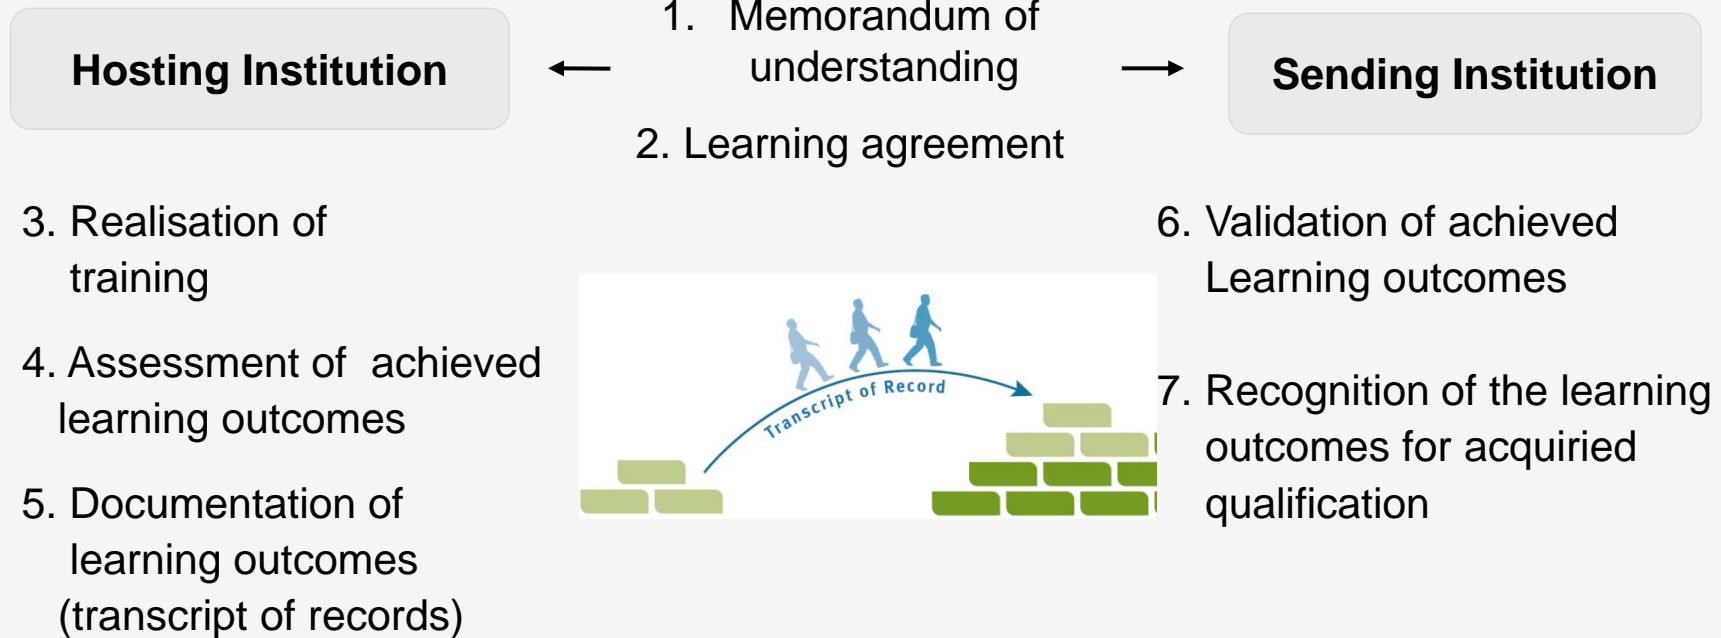 Hosting Institution
1. Memorandum of
understanding
2. Learning agreement
Sending Institution
3. Realisation of
training
4. Assessment of achieved
learning outcomes
5. Documentation of
learning outcomes
(transcript of records)
Transcript of Record
6. Validation of achieved
Learning outcomes
7. Recognition of the learning
outcomes for acquiried
qualification